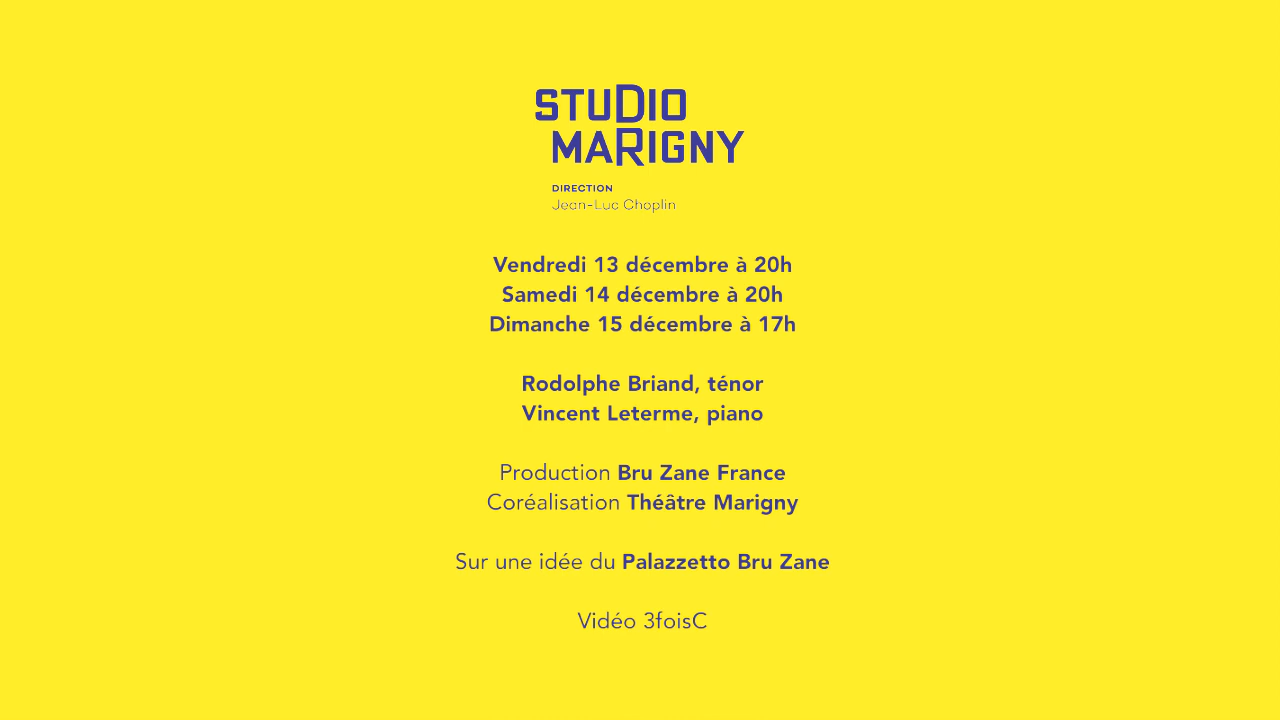 STUDIO
MARIGNY
DIRECTION
Jean-Luc Choplin
Vendredi 13 décembre à 20h
Samedi 14 décembre à 20h
Dimanche 15 décembre à 17h
Rodolphe Briand, ténor
Vincent Leterme, piano
Production Bru Zane France
Coréalisation Théâtre Marigny
Sur une idée du Palazzetto Bru Zane
Vidéo 3foisC